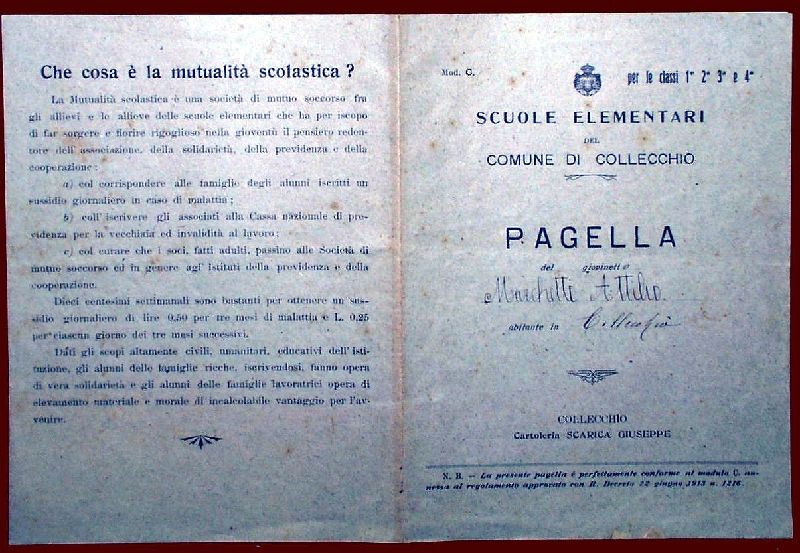 Che cosa è la mutualità scolastica ?
La Mutualità scolastica è una società di mutuo soccorso fra
gli allievi e le allieve delle scuole elementari che ha per iscopo
di far sorgere e fiorire rigoglioso nella gioventù il pensiero reden-
tore dell'associazione, della solidarietà, della previdenza e della
cooperazione:
a) col corrispondere alle famiglie degli alunni iscritti un
sussidio giornaliero in caso di malattia;
b) coll'iscrivere gli associati alla Cassa nazionale di pre-
videnza per la vecchiaia ed invalidità al lavoro;
c) col curare che i soci, fatti adulti, passino alle Società di
mutuo soccorso ed in genere agl'istituti della previdenza e della
cooperazione.
Dieci centesimi settimanali sono bastanti per ottenere un sus-
sidio giornaliero di lire 0,50 per tre mesi di malattia e L. 0,25
per ciascun giorno dei tre mesi successivi.
Dati gli scopi altamente civili, umanitari, educativi dell'isti-
tuzione, gli alunni delle famiglie ricche, iscrivendosi, fanno opera
di vera solidarietà e gli alunni delle famiglie lavoratrici opera di
elevamento materiale e morale di incalcolabile vantaggio per l'av-
venire.
Mod. C.
per le classi 1ª 2ª 3ª e 4ª
SCUOLE ELEMENTARI
DEL
COMUNE DI COLLECCHIO
PAGELLA
del giovinetto
Marchetti Attilio
abitante in Collecchio
COLLECCHIO
Cartoleria SCARICA GIUSEPPE
N. B. - La presente pagella è perfettamente conforme al modulo C. an-
nessa al regolamento approvato con R. Decreto 22 giugno 1913 n. 1216.